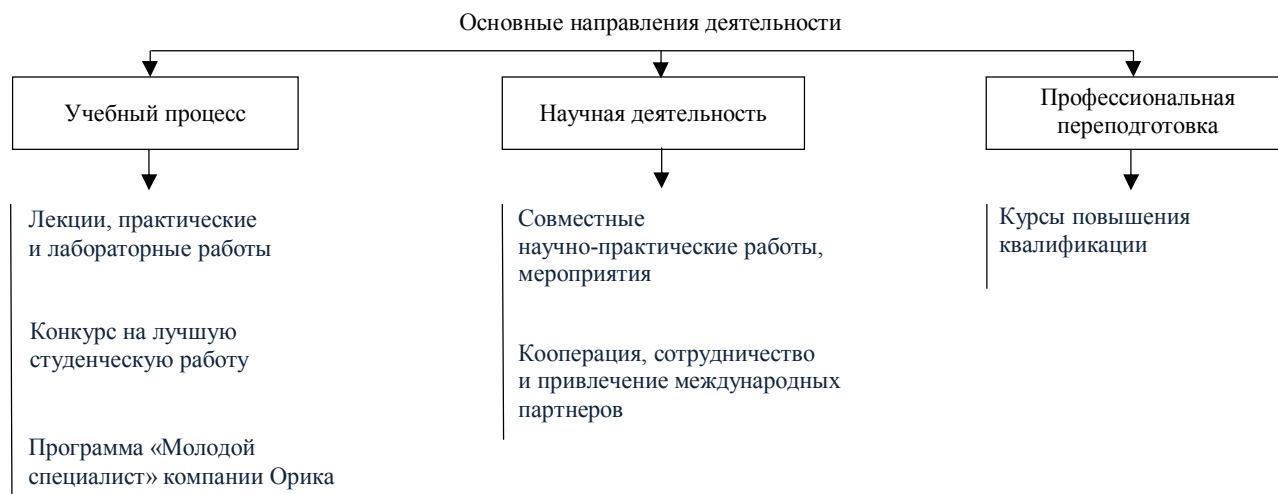 Основные направления деятельности
Учебный процесс
Научная деятельность
Профессиональная
переподготовка
Лекции, практические
и лабораторные работы
Конкурс на лучшую
студенческую работу
Программа «Молодой
специалист» компании Орика
Совместные
научно-практические работы,
мероприятия
Кооперация, сотрудничество
и привлечение международных
партнеров
Курсы повышения
квалификации